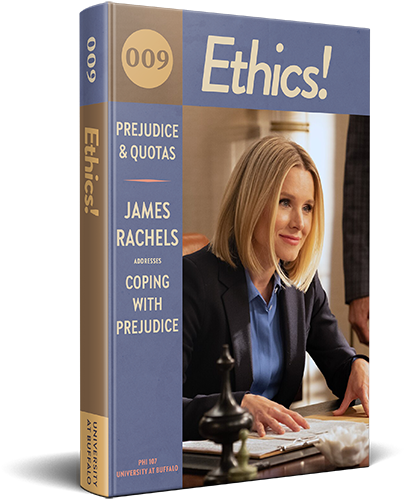 009
Ethics!
UNIVERSITY
AT BUFFALO
009
Ethics!
PREJUDICE
& QUOTAS
JAMES
RACHELS
ADDRESSES
COPING
WITH
PREJUDICE
PHI 107
UNIVERSITY AT BUFFALO